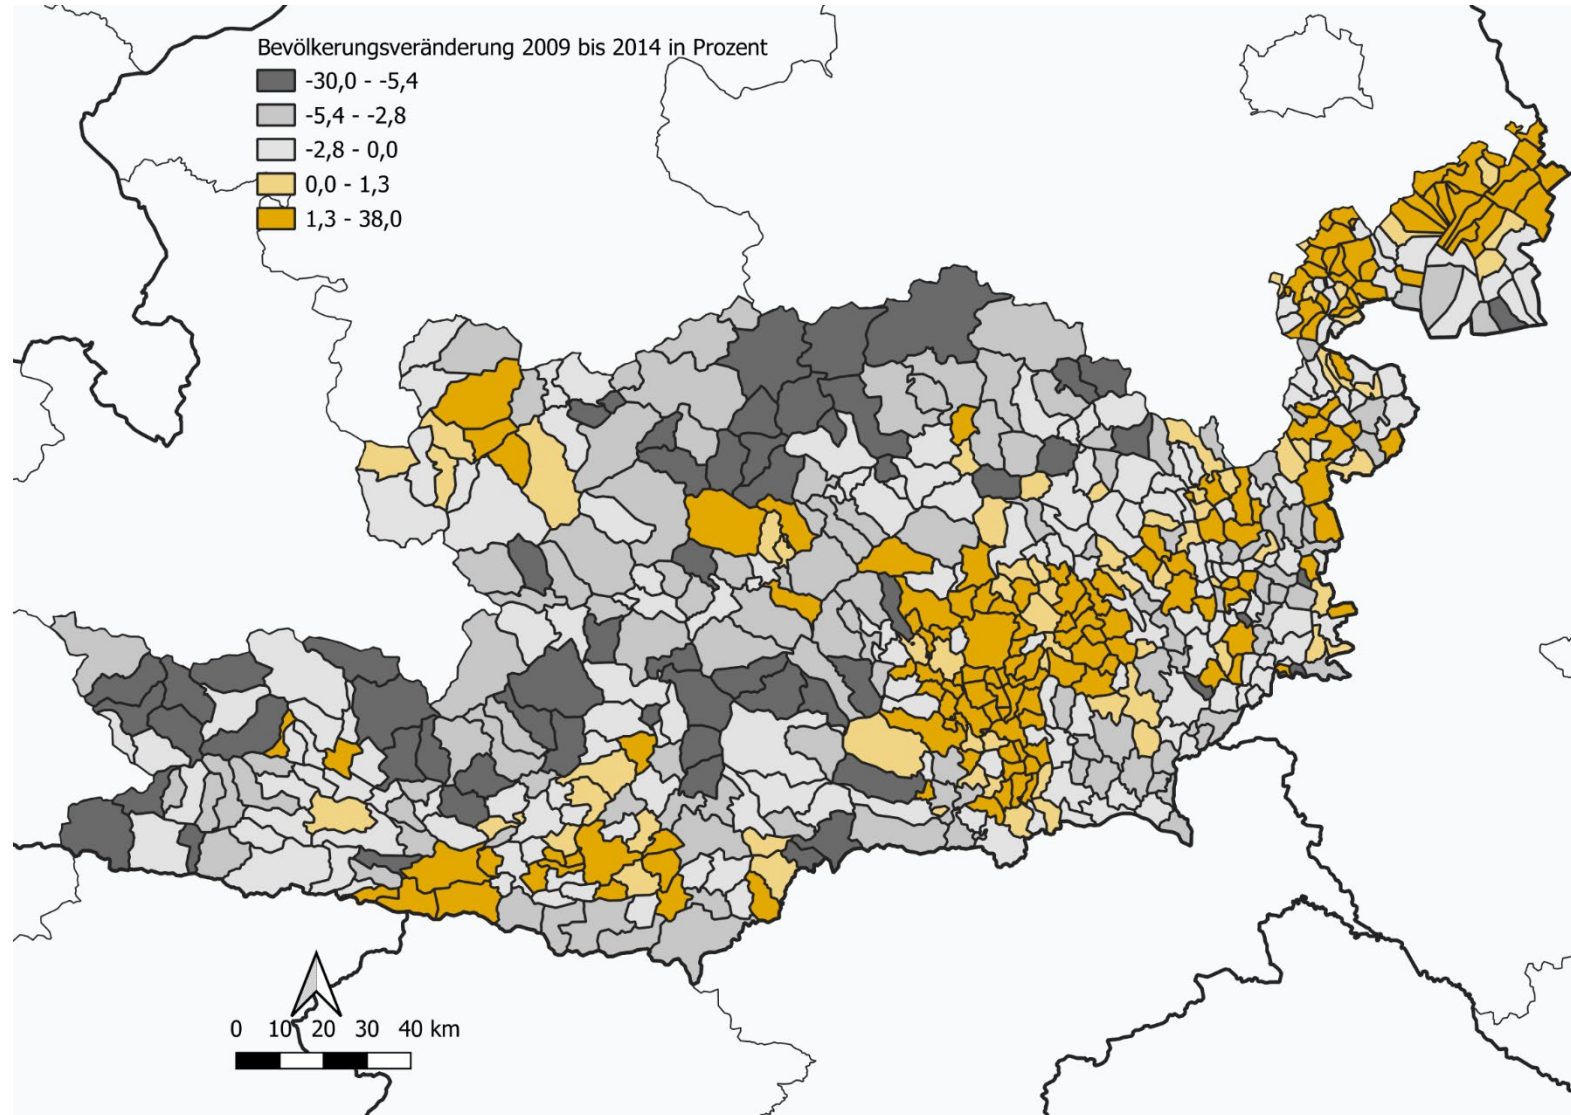 Bevölkerungsveränderung 2009 bis 2014 in Prozent
-30,0 - -5,4
-5,4 - -2,8
-2,8 - 0,0
0,0 - 1,3
1,3 - 38,0
0 10 20 30 40 km